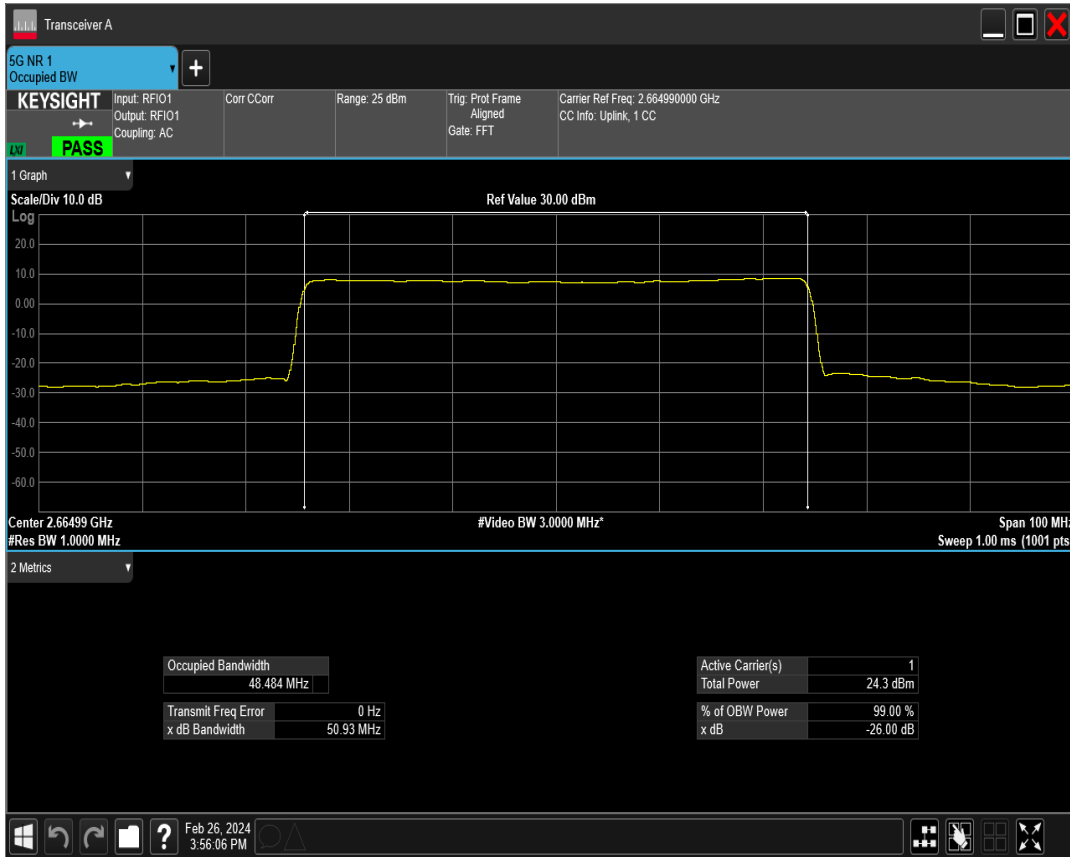 Transceiver A
5G NR 1
Occupied BW
KEYSIGHT
LXI
PASS
Input: RFIO1
Output: RFIO1
Coupling: AC
Corr CCorr
Range: 25 dBm
Trig: Prot Frame
Aligned
Gate: FFT
Carrier Ref Freq: 2.664990000 GHz
CC Info: Uplink, 1 CC
1 Graph
Scale/Div 10.0 dB
Ref Value 30.00 dBm
Log
20.0
10.0
0.00
-10.0
-20.0
-30.0
-40.0
-50.0
-60.0
Center 2.66499 GHz
#Video BW 3.0000 MHz*
Span 100 MHz
#Res BW 1.0000 MHz
Sweep 1.00 ms (1001 pts
2 Metrics
Occupied Bandwidth
48.484 MHz
Transmit Freq Error 0 Hz
x dB Bandwidth 50.93 MHz
Active Carrier(s) 1
Total Power 24.3 dBm
% of OBW Power 99.00 %
x dB -26.00 dB
?
Feb 26, 2024
3:56:06 PM